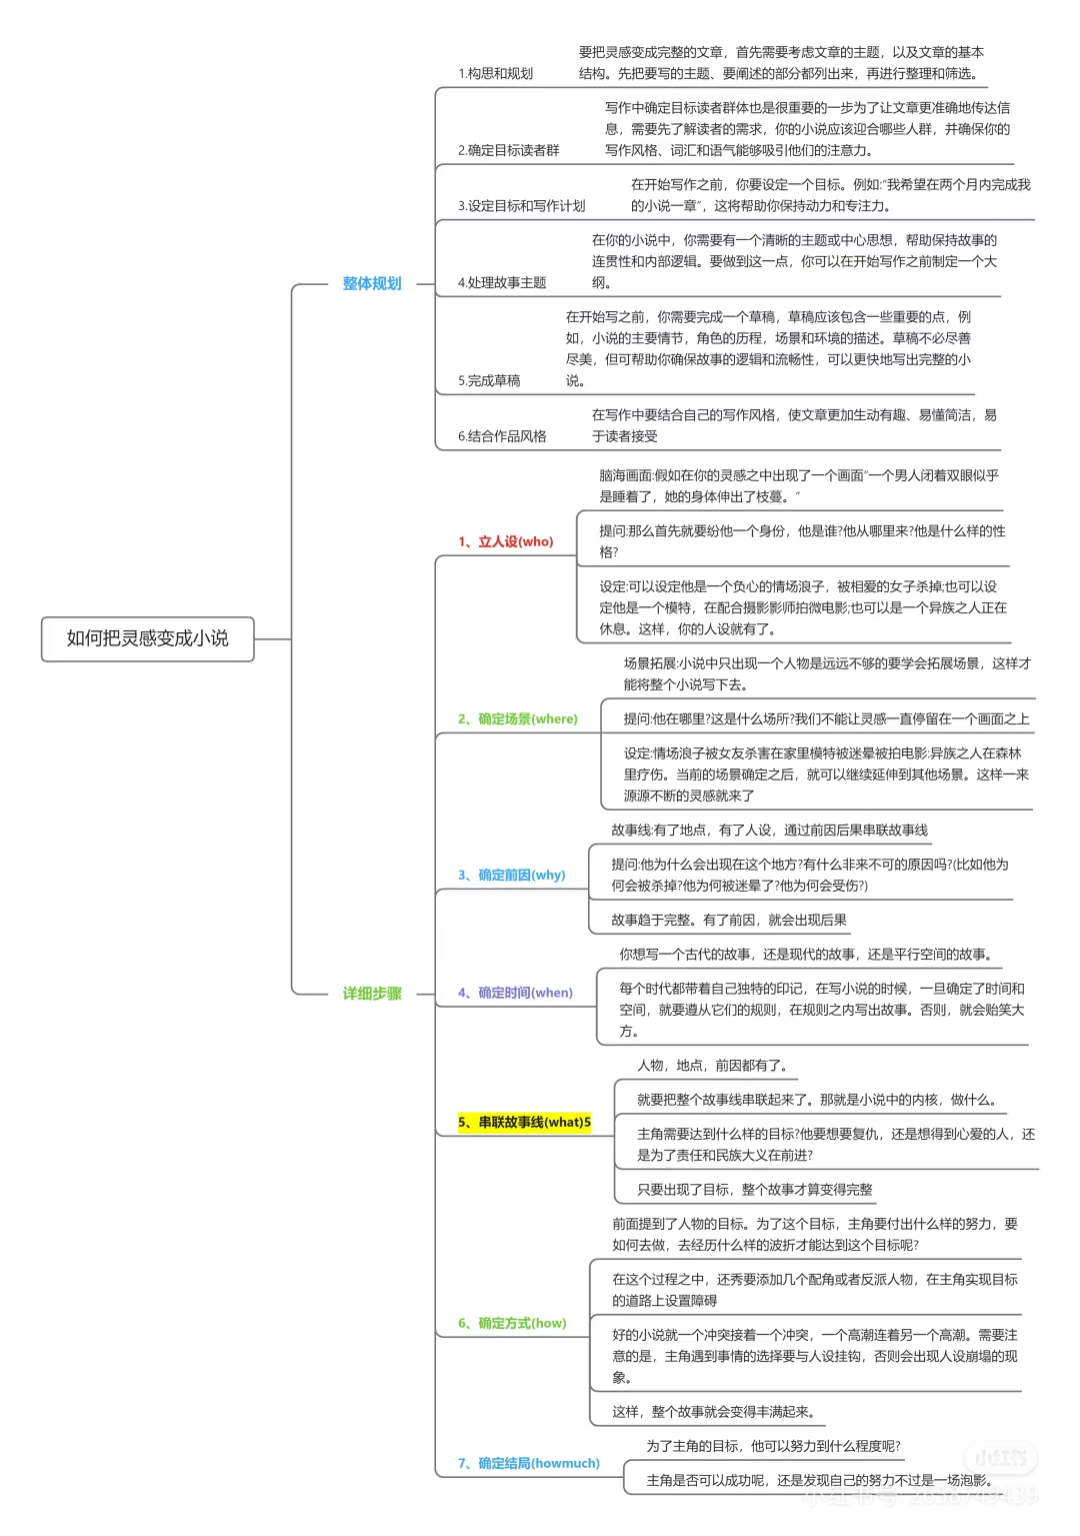 如何把灵感变成小说
整体规划
1.构思和规划
要把灵感变成完整的文章，首先需要考虑文章的主题，以及文章的基本
结构。先把要写的主题、要阐述的部分都列出来，再进行整理和筛选。
2.确定目标读者群
写作中确定目标读者群体也是很重要的一步为了让文章更准确地传达信
息，需要先了解读者的需求，你的小说应该迎合哪些人群，并确保你的
写作风格、词汇和语气能够吸引他们的注意力。
3.设定目标和写作计划
在开始写作之前，你要设定一个目标。例如:“我希望在两个月内完成我
的小说一章”，这将帮助你保持动力和专注力。
4.处理故事主题
在你的小说中，你需要有一个清晰的主题或中心思想，帮助保持故事的
连贯性和内部逻辑。要做到这一点，你可以在开始写作之前制定一个大
纲。
5.完成草稿
在开始写之前，你需要完成一个草稿，草稿应该包含一些重要的点，例
如，小说的主要情节，角色的历程，场景和环境的描述。草稿不必尽善
尽美，但可帮助你确保故事的逻辑和流畅性，可以更快地写出完整的小
说。
6.结合作品风格
在写作中要结合自己的写作风格，使文章更加生动有趣、易懂简洁，易
于读者接受
详细步骤
1、立人设(who)
脑海画面:假如在你的灵感之中出现了一个画面“一个男人闭着双眼似乎
是睡着了，她的身体伸出了枝蔓。”
提问:那么首先就要纷他一个身份，他是谁?他从哪里来?他是什么样的性
格?
设定:可以设定他是一个负心的情场浪子，被相爱的女子杀掉;也可以设
定他是一个模特，在配合摄影影师拍微电影;也可以是一个异族之人正在
休息。这样，你的人设就有了。
2、确定场景(where)
场景拓展:小说中只出现一个人物是远远不够的要学会拓展场景，这样才
能将整个小说写下去。
提问:他在哪里?这是什么场所?我们不能让灵感一直停留在一个画面之上
设定:情场浪子被女友杀害在家里模特被迷晕被拍电影:异族之人在森林
里疗伤。当前的场景确定之后，就可以继续延伸到其他场景。这样一来
源源不断的灵感就来了
3、确定前因(why)
故事线:有了地点，有了人设，通过前因后果串联故事线
提问:他为什么会出现在这个地方?有什么非来不可的原因吗?(比如他为
何会被杀掉?他为何被迷晕了?他为何会受伤?)
故事趋于完整。有了前因，就会出现后果
4、确定时间(when)
你想写一个古代的故事，还是现代的故事，还是平行空间的故事。
每个时代都带着自己独特的印记，在写小说的时候，一旦确定了时间和
空间，就要遵从它们的规则，在规则之内写出故事。否则，就会贻笑大
方。
5、串联故事线(what)5
人物，地点，前因都有了。
就要把整个故事线串联起来了。那就是小说中的内核，做什么。
主角需要达到什么样的目标?他要想要复仇，还是想得到心爱的人，还
是为了责任和民族大义在前进?
只要出现了目标，整个故事才算变得完整
6、确定方式(how)
前面提到了人物的目标。为了这个目标，主角要付出什么样的努力，要
如何去做，去经历什么样的波折才能达到这个目标呢?
在这个过程之中，还秀要添加几个配角或者反派人物，在主角实现目标
的道路上设置障碍
好的小说就一个冲突接着一个冲突，一个高潮连着另一个高潮。需要注
意的是，主角遇到事情的选择要与人设挂钩，否则会出现人设崩塌的现
象。
这样，整个故事就会变得丰满起来。
7、确定结局(howmuch)
为了主角的目标，他可以努力到什么程度呢?
主角是否可以成功呢，还是发现自己的努力不过是一场泡影。
小红书
小红书号